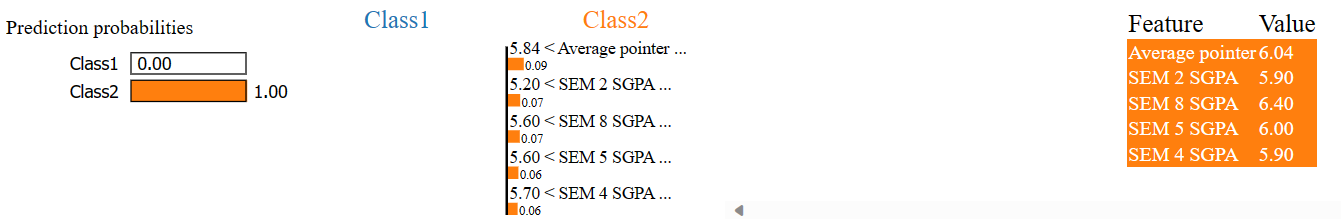 Prediction probabilities
Class1 0.00
Class2 1.00
Class1
Class2
5.84 < Average pointer ...
0.09
5.20 < SEM 2 SGPA ...
0.07
5.60 < SEM 8 SGPA ...
0.07
5.60 < SEM 5 SGPA ...
0.06
5.70 < SEM 4 SGPA ...
0.06
Feature Value
Average pointer 6.04
SEM 2 SGPA 5.90
SEM 8 SGPA 6.40
SEM 5 SGPA 6.00
SEM 4 SGPA 5.90